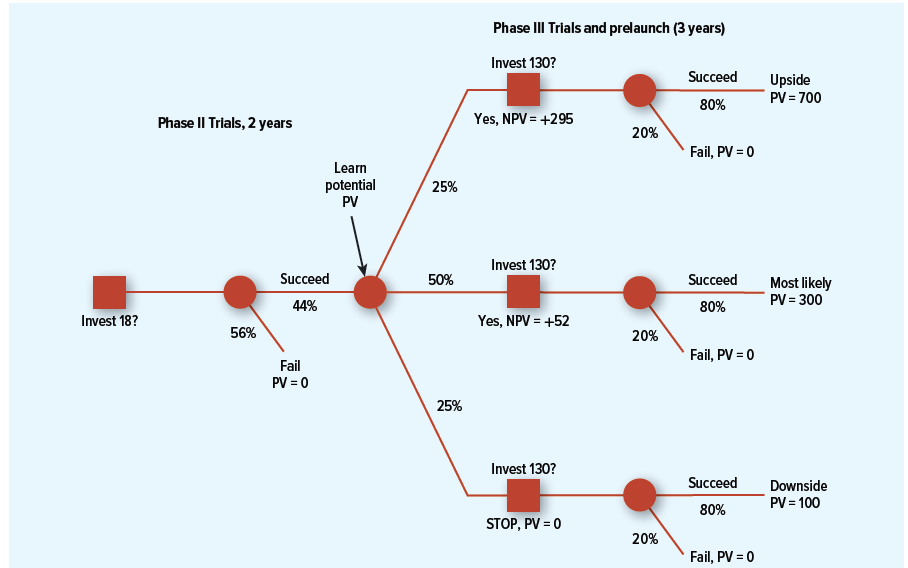 Phase III Trials and prelaunch (3 years)
Invest 130?
Succeed
80%
Upside
PV = 700
Yes, NPV = +295
20%
Fail, PV = 0
Phase II Trials, 2 years
Learn
potential
PV
25%
Invest 18?
Succeed
44%
56%
Fail
PV = 0
50%
Invest 130?
Succeed
80%
Most likely
PV = 300
Yes, NPV = +52
20%
Fail, PV = 0
25%
Invest 130?
Succeed
80%
Downside
PV = 100
STOP, PV = 0
20%
Fail, PV = 0